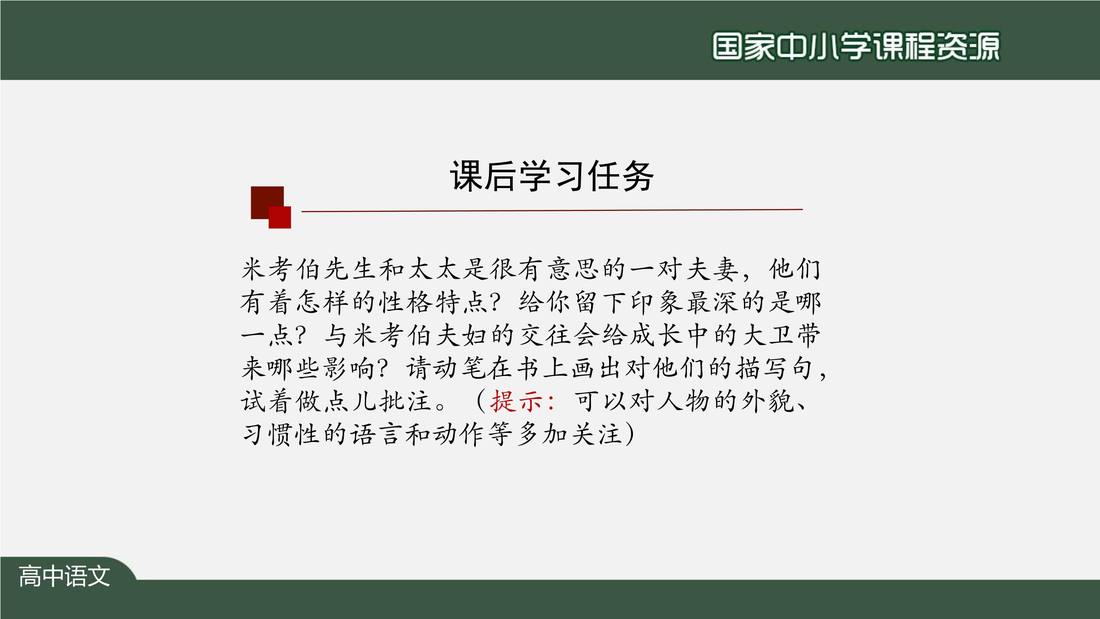 国家中小学课程资源
课后学习任务
米考伯先生和太太是很有意思的一对夫妻，他们
有着怎样的性格特点？给你留下印象最深的是哪
一点？与米考伯夫妇的交往会给成长中的大卫带
来哪些影响？请动笔在书上画出对他们的描写句，
试着做点儿批注。（提示：可以对人物的外貌、
习惯性的语言和动作等多加关注）
高中语文